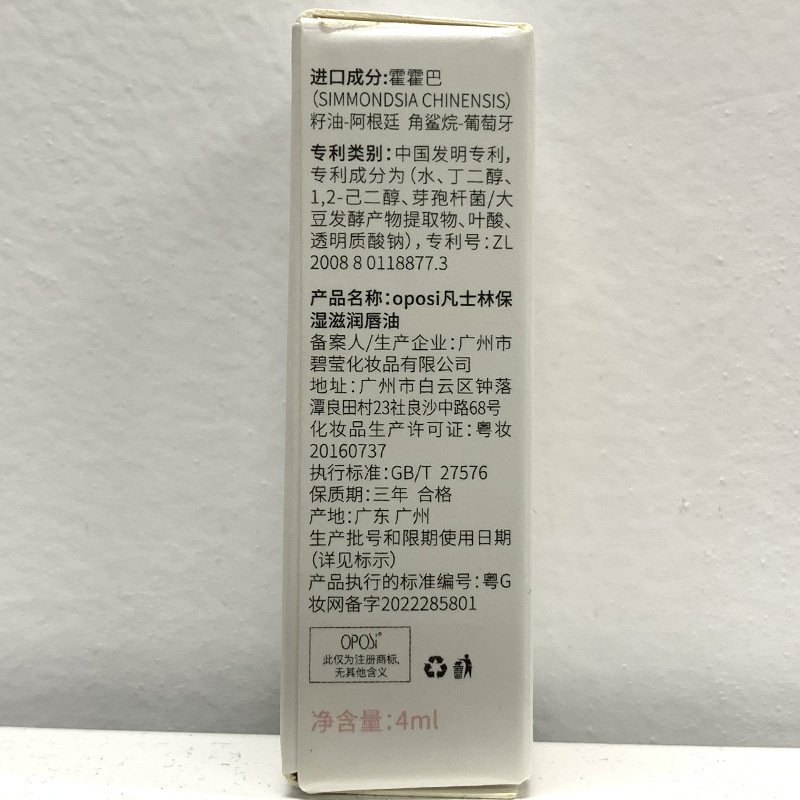 进口成分:霍霍巴
(SIMMONDSIA CHINENSIS)
籽油-阿根廷 角鲨烷-葡萄牙
专利类别:中国发明专利,
专利成分为(水、丁二醇、
1,2-己二醇、芽孢杆菌/大
豆发酵产物提取物、叶酸、
透明质酸钠),专利号:ZL
2008 8 0118877.3
产品名称:oposi凡士林保
湿滋润唇油
备案人/生产企业:广州市
碧莹化妆品有限公司
地址:广州市白云区钟落
潭良田村23社良沙中路68号
化妆品生产许可证:粤妆
20160737
执行标准:GB/T 27576
保质期:三年 合格
产地:广东 广州
生产批号和限期使用日期
(详见标示)
产品执行的标准编号:粤G
妆网备字2022285801
OPOSi®
此仅为注册商标,
无其他含义
净含量:4ml